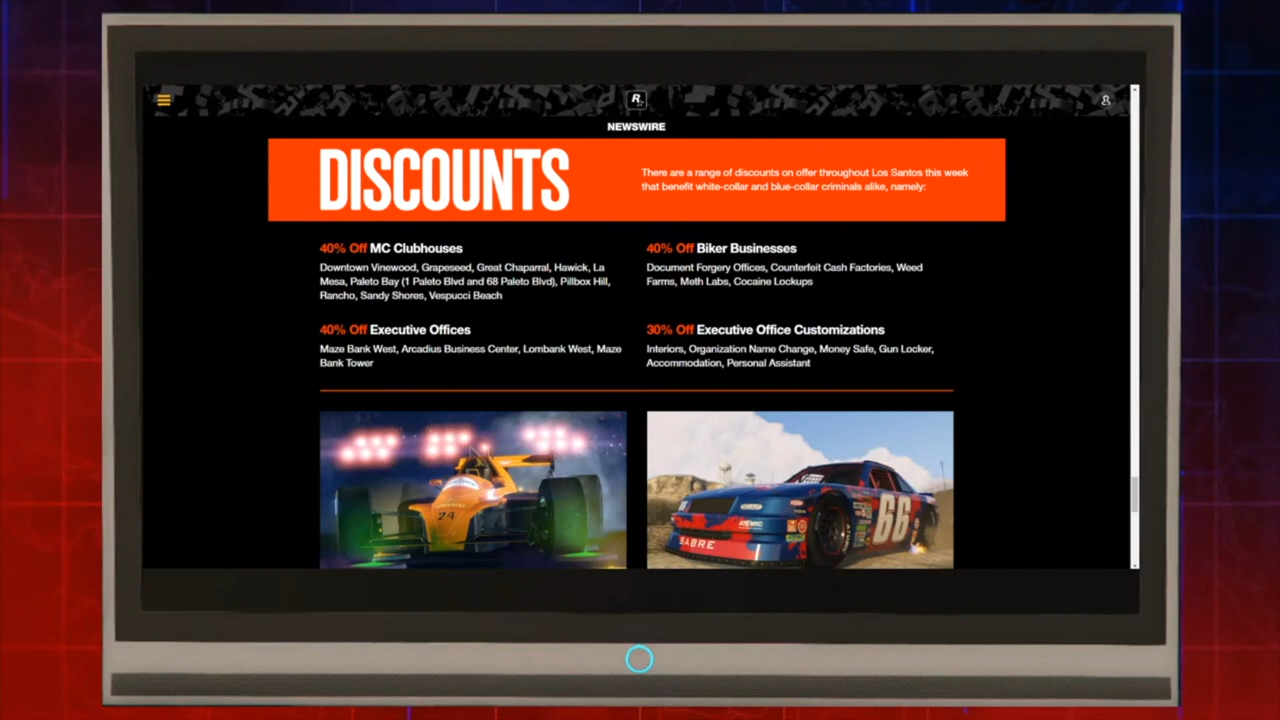 R
NEWSWIRE
DISCOUNTS
There are a range of discounts on offer throughout Los Santos this week
that benefit white-collar and blue-collar criminals alike, namely:
40% Off MC Clubhouses
Downtown Vinewood, Grapeseed, Great Chaparral, Hawick, La
Mesa, Paleto Bay (1 Paleto Blvd and 68 Paleto Blvd), Pillbox Hill,
Rancho, Sandy Shores, Vespucci Beach
40% Off Biker Businesses
Document Forgery Offices, Counterfeit Cash Factories, Weed
Farms, Meth Labs, Cocaine Lockups
40% Off Executive Offices
Maze Bank West, Arcadius Business Center, Lombank West, Maze
Bank Tower
30% Off Executive Office Customizations
Interiors, Organization Name Change, Money Safe, Gun Locker,
Accommodation, Personal Assistant
24
66
ATOMIC
SABRE